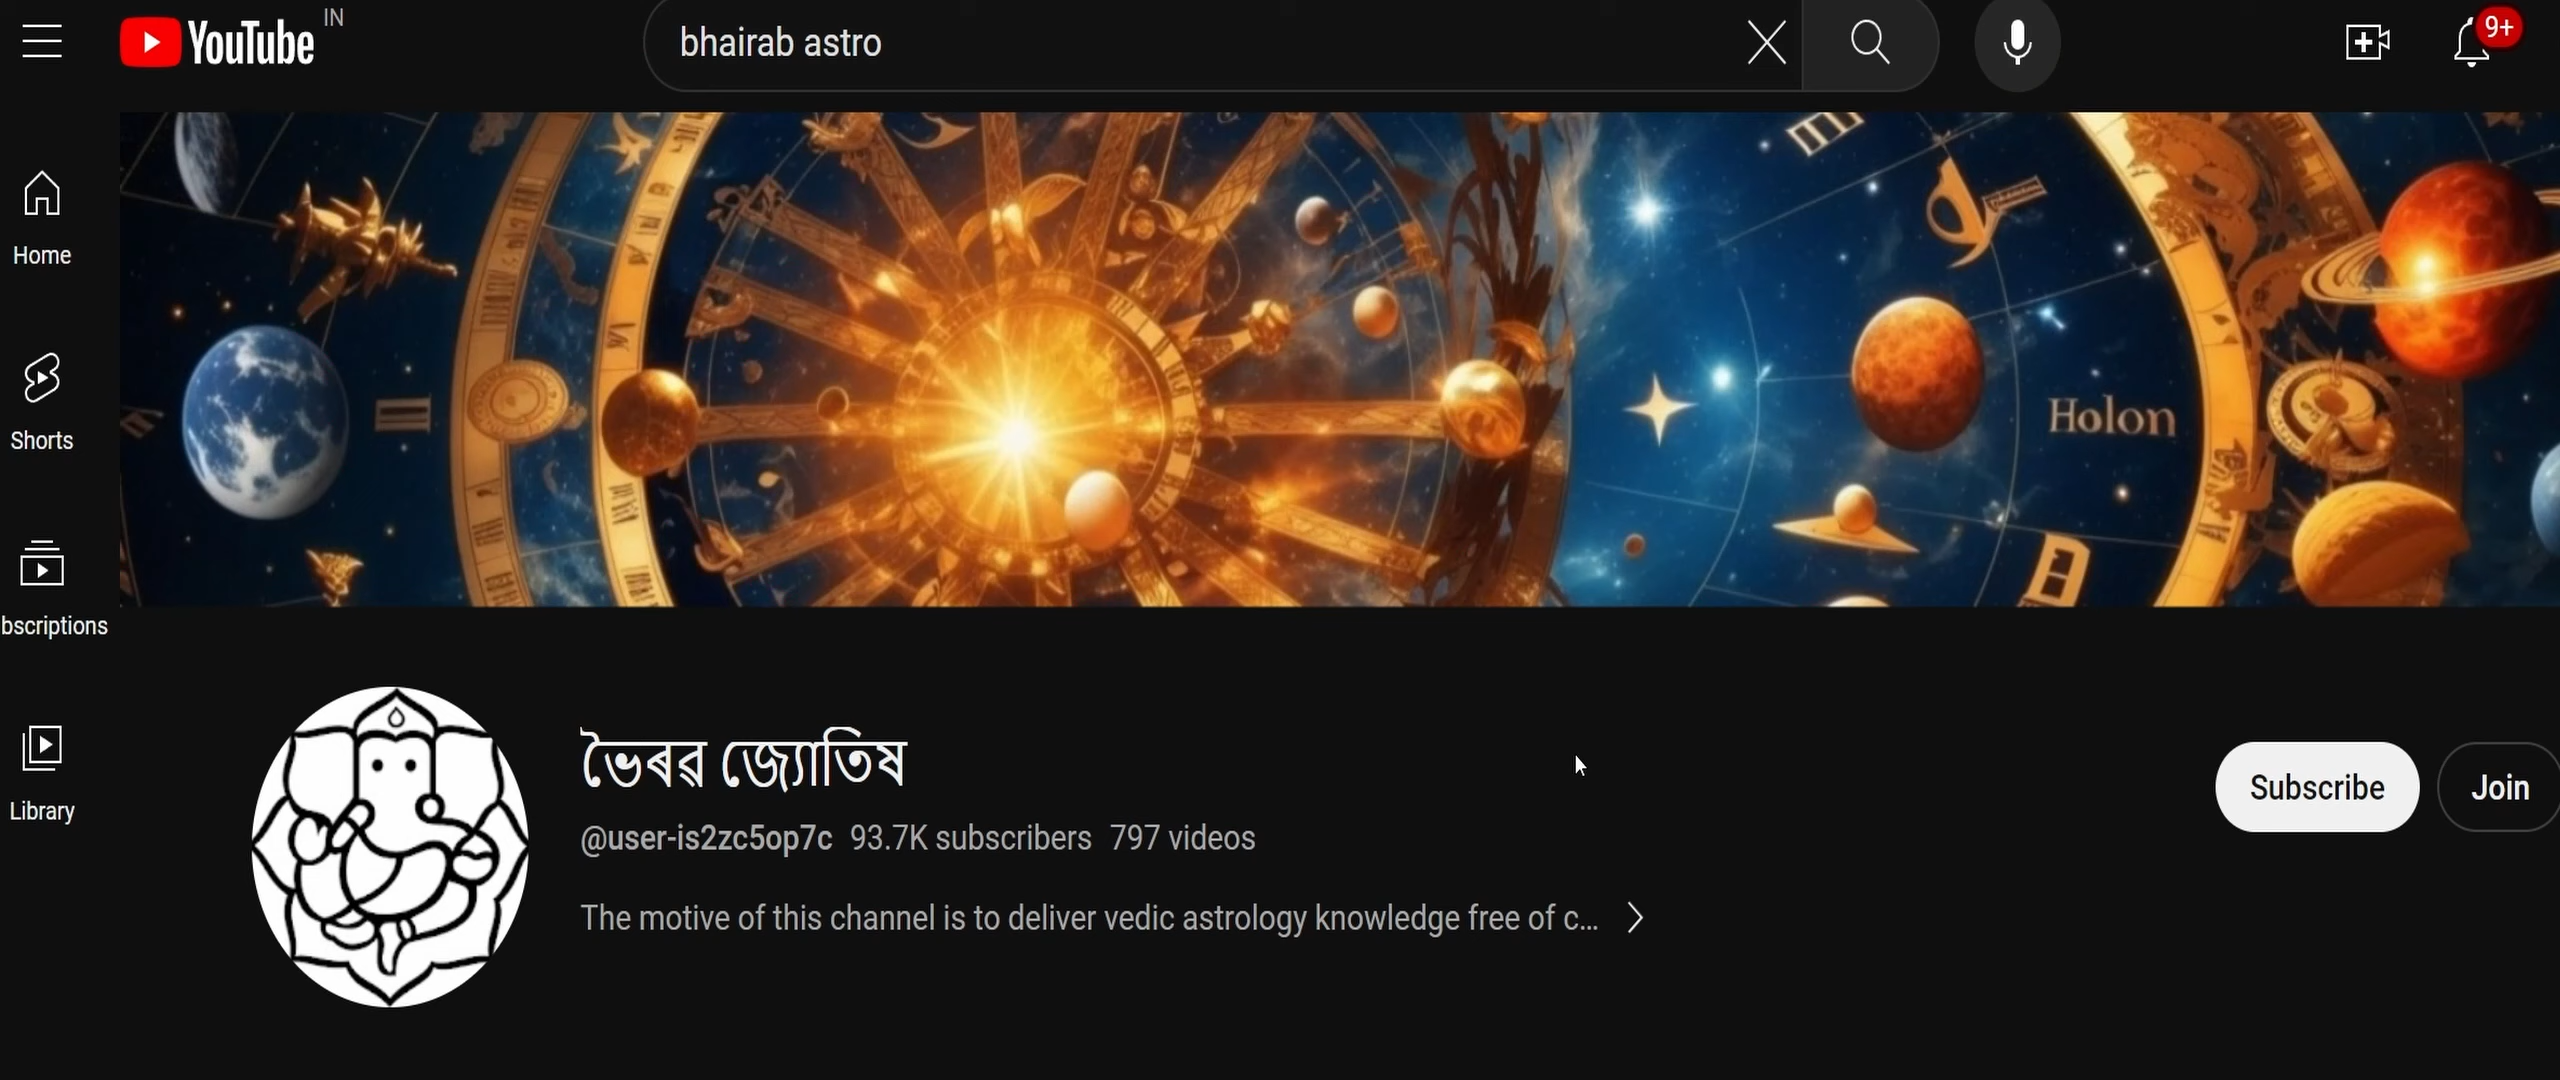 YouTube IN
bhairab astro
9+
Home
Shorts
bscriptions
Library
Holon
ভৈৰৱ জ্যোতিষ
@user-is2zc5op7c 93.7K subscribers 797 videos
The motive of this channel is to deliver vedic astrology knowledge free of c...
Subscribe
Join